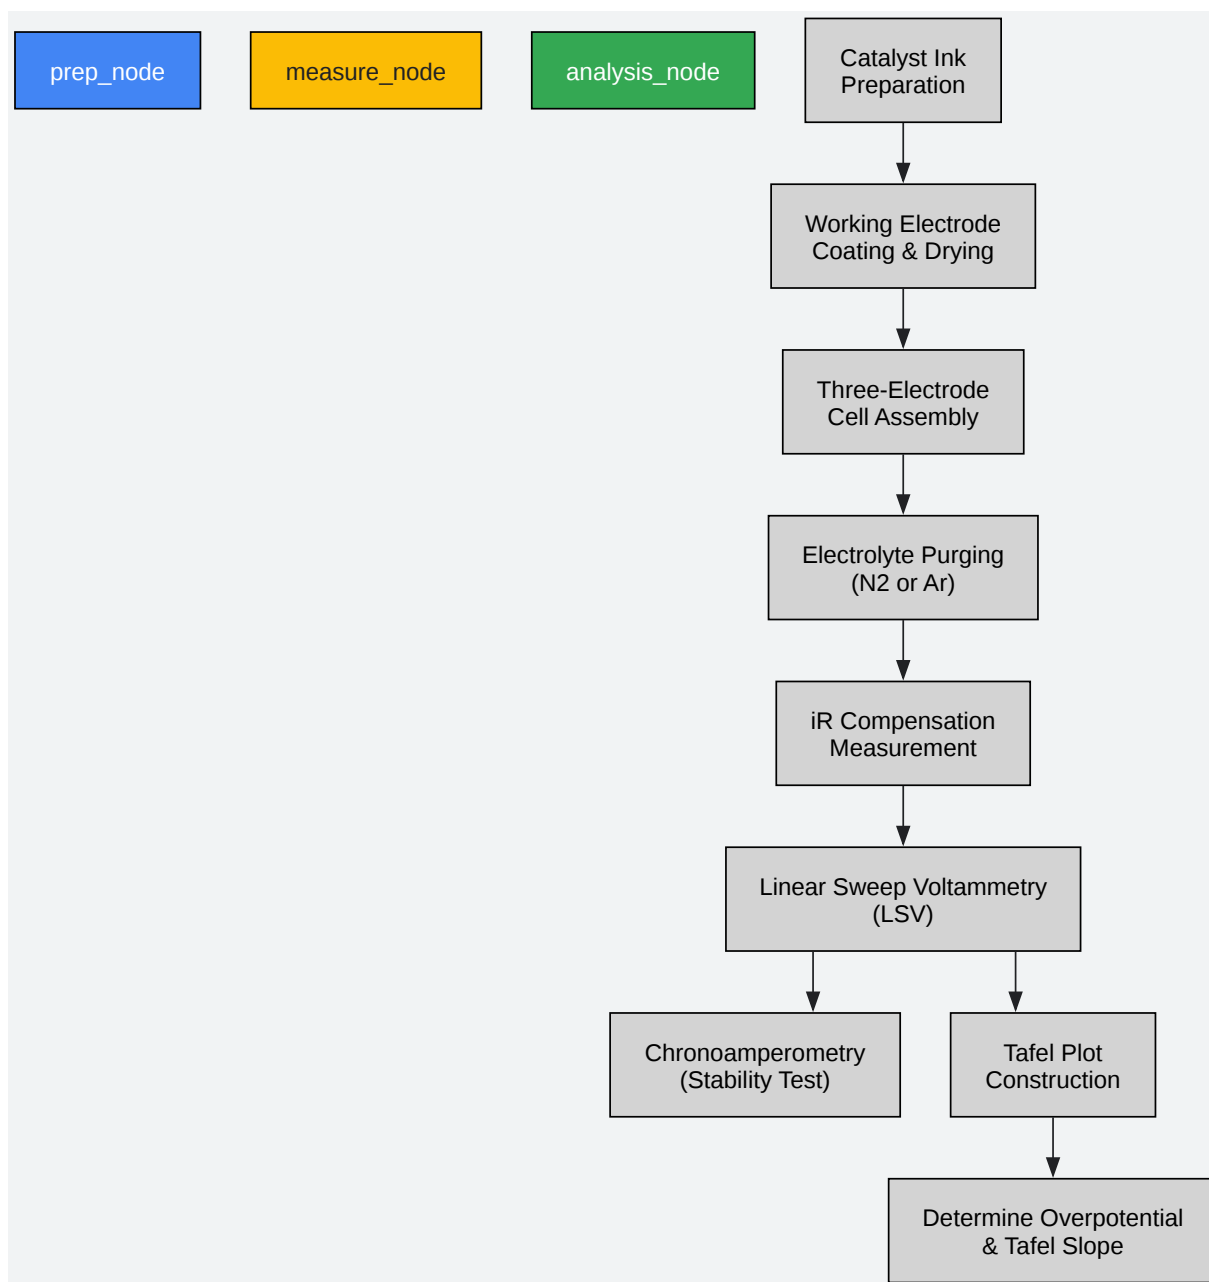 prep_node
measure_node
analysis_node
Catalyst Ink
Preparation
Working Electrode
Coating & Drying
Three-Electrode
Cell Assembly
Electrolyte Purging
(N2 or Ar)
iR Compensation
Measurement
Linear Sweep Voltammetry
(LSV)
Chronoamperometry
(Stability Test)
Tafel Plot
Construction
Determine Overpotential
& Tafel Slope